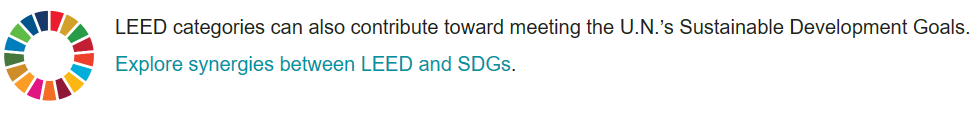 LEED categories can also contribute toward meeting the U.N.’s Sustainable Development Goals.
Explore synergies between LEED and SDGs.